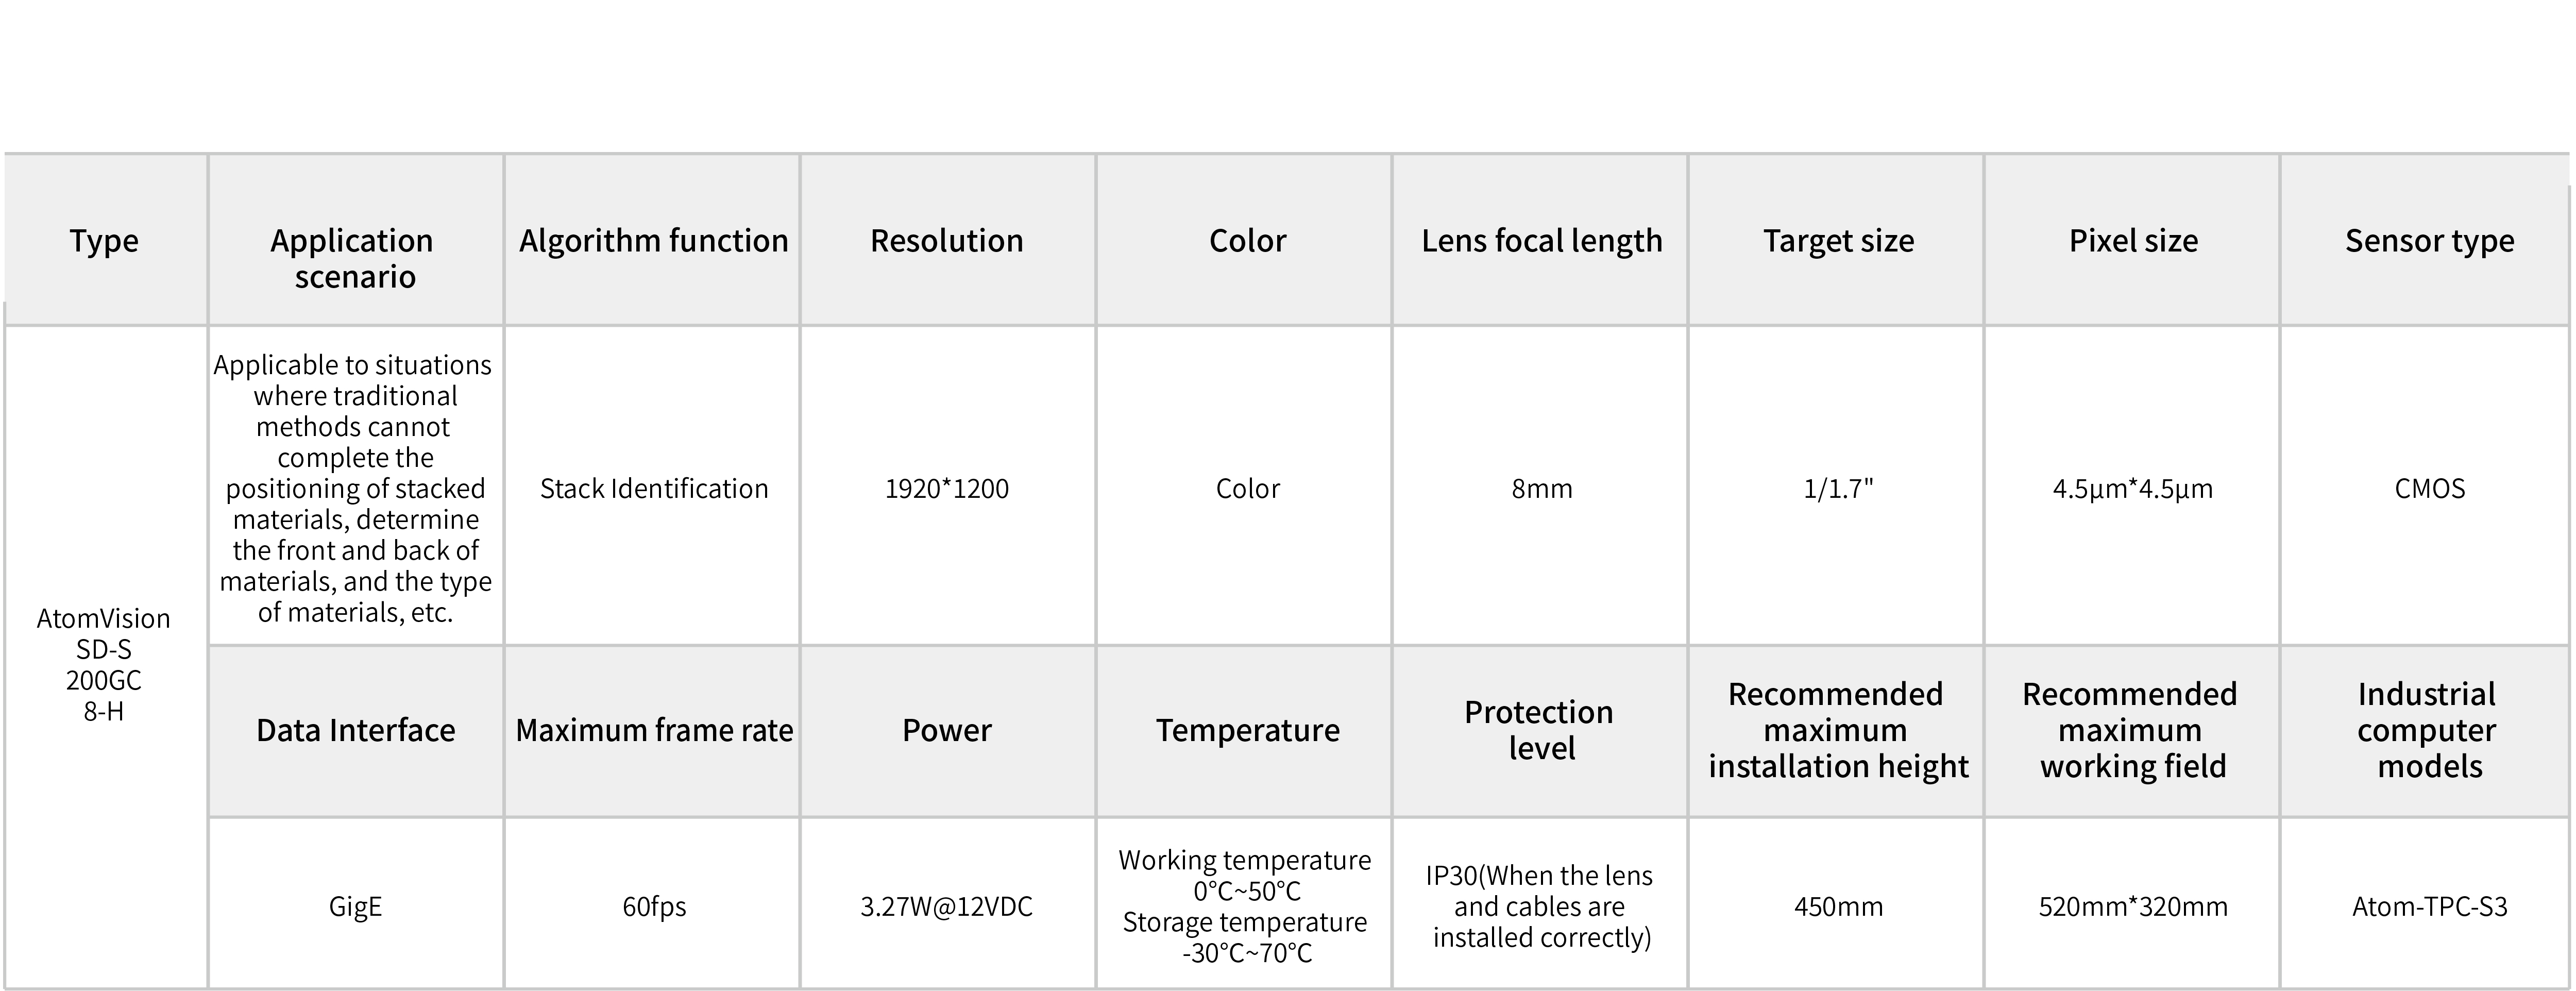 Type
Application
scenario
Algorithm function
Resolution
Color
Lens focal length
Target size
Pixel size
Sensor type
AtomVision
SD-S
200GC
8-H
Applicable to situations
where traditional
methods cannot
complete the
positioning of stacked
materials, determine
the front and back of
materials, and the type
of materials, etc.
Stack Identification
1920*1200
Color
8mm
1/1.7"
4.5μm*4.5μm
CMOS
Data Interface
Maximum frame rate
Power
Temperature
Protection
level
Recommended
maximum
installation height
Recommended
maximum
working field
Industrial
computer
models
GigE
60fps
3.27W@12VDC
Working temperature
0°C~50°C
Storage temperature
-30°C~70°C
IP30(When the lens
and cables are
installed correctly)
450mm
520mm*320mm
Atom-TPC-S3